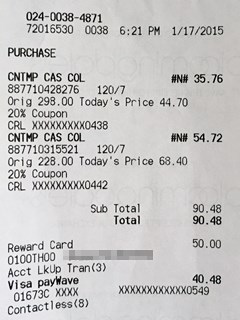 024-0038-4871
72016530 0038 6:21 PM 1/17/2015
PURCHASE
CNTMP CAS COL #N# 35.76
887710428276 120/7
Orig 298.00 Today's Price 44.70
20% Coupon
CRL XXXXXXXXX0438
CNTMP CAS COL #N# 54.72
887710315521 120/7
Orig 228.00 Today's Price 68.40
20% Coupon
CRL XXXXXXXXX0442
Sub Total 90.48
Total 90.48
Reward Card 50.00
0100TH00
Acct LkUp Tran(3)
Visa payWave 40.48
01673C XXXX XXXXXXXXXXXX0549
Contactless(8)